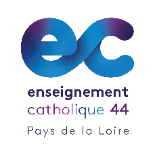 ec
enseignement
catholique 44
Pays de la Loire